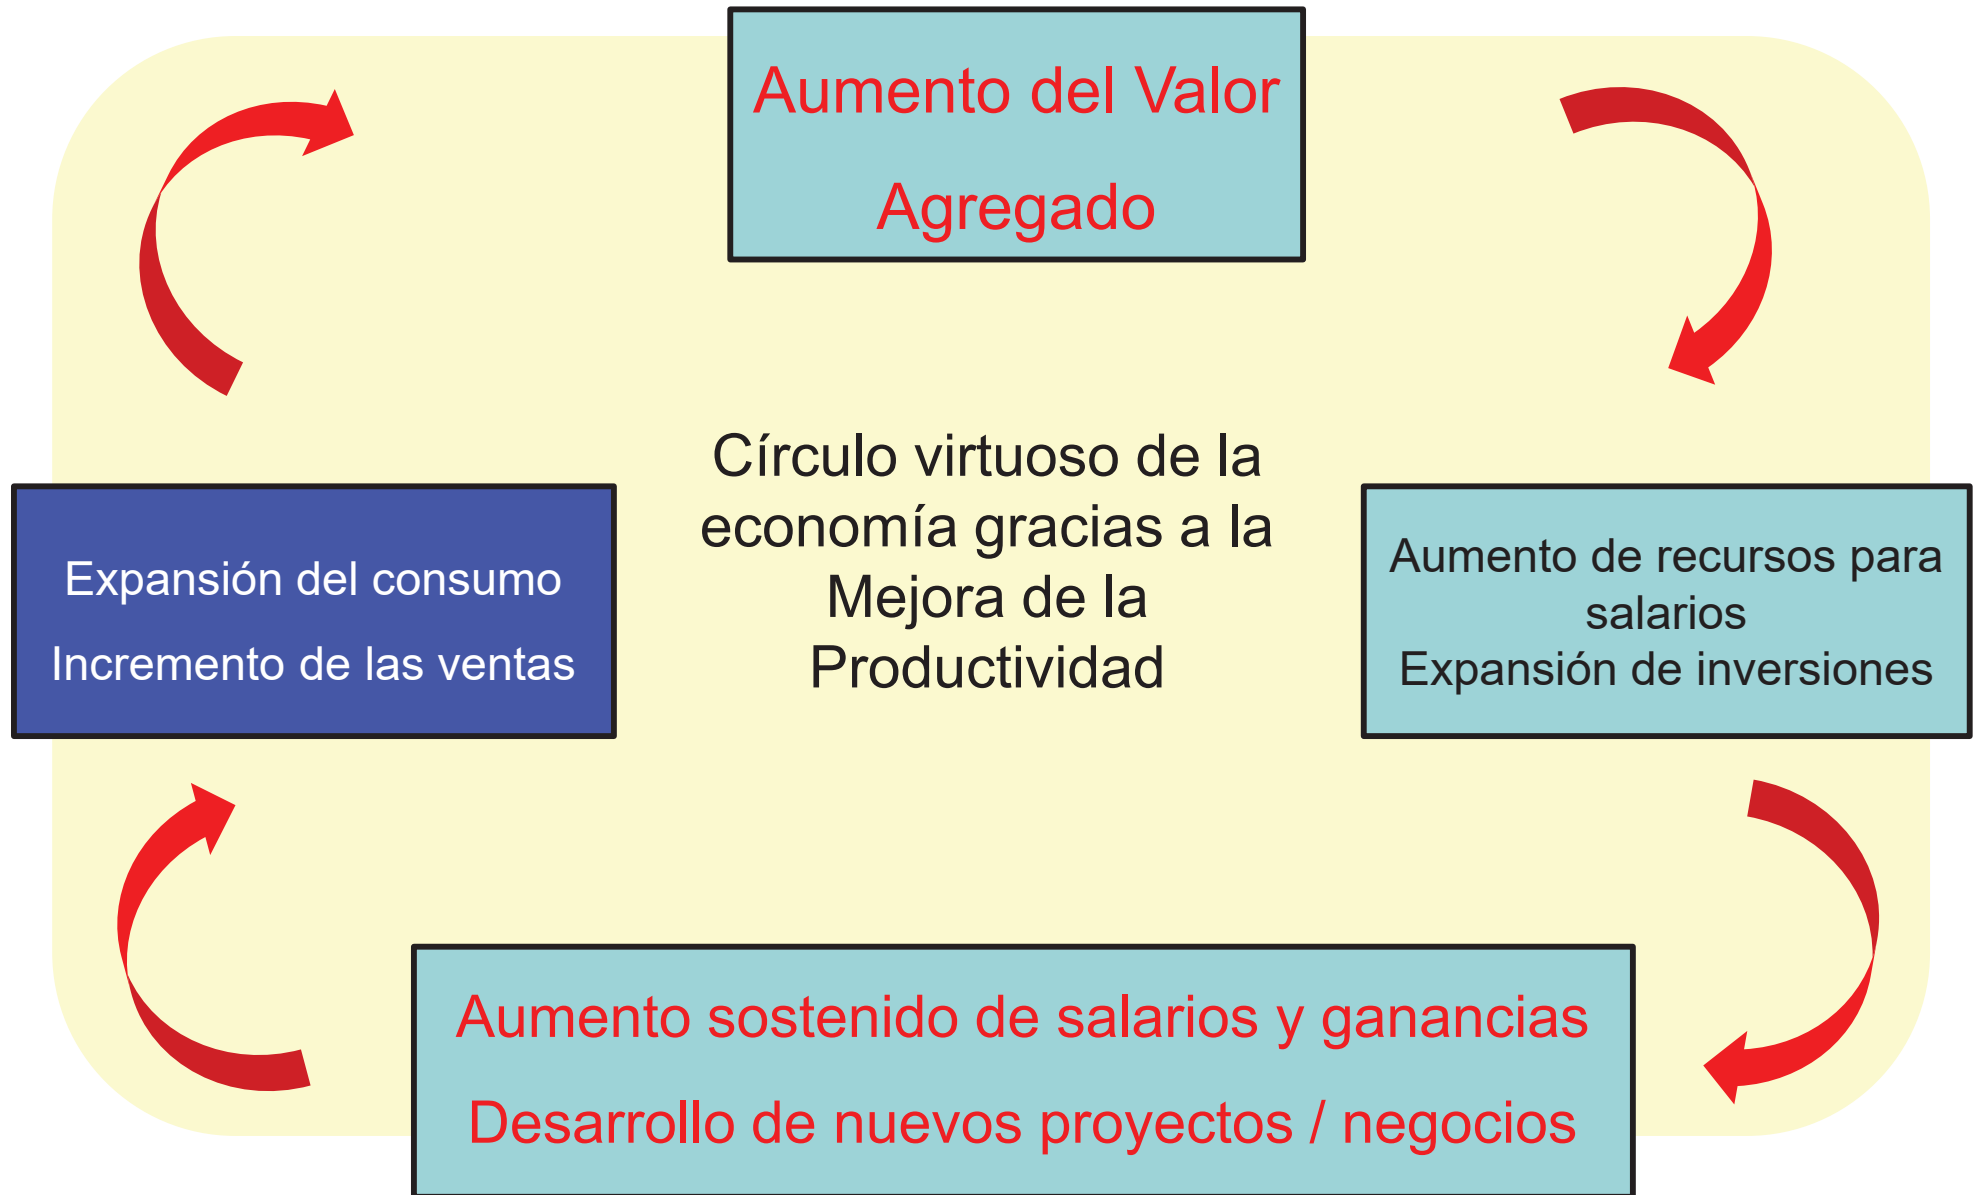 Aumento del Valor
Agregado
Círculo virtuoso de la
economía gracias a la
Mejora de la
Productividad
Expansión del consumo
Incremento de las ventas
Aumento de recursos para
salarios
Expansión de inversiones
Aumento sostenido de salarios y ganancias
Desarrollo de nuevos proyectos / negocios